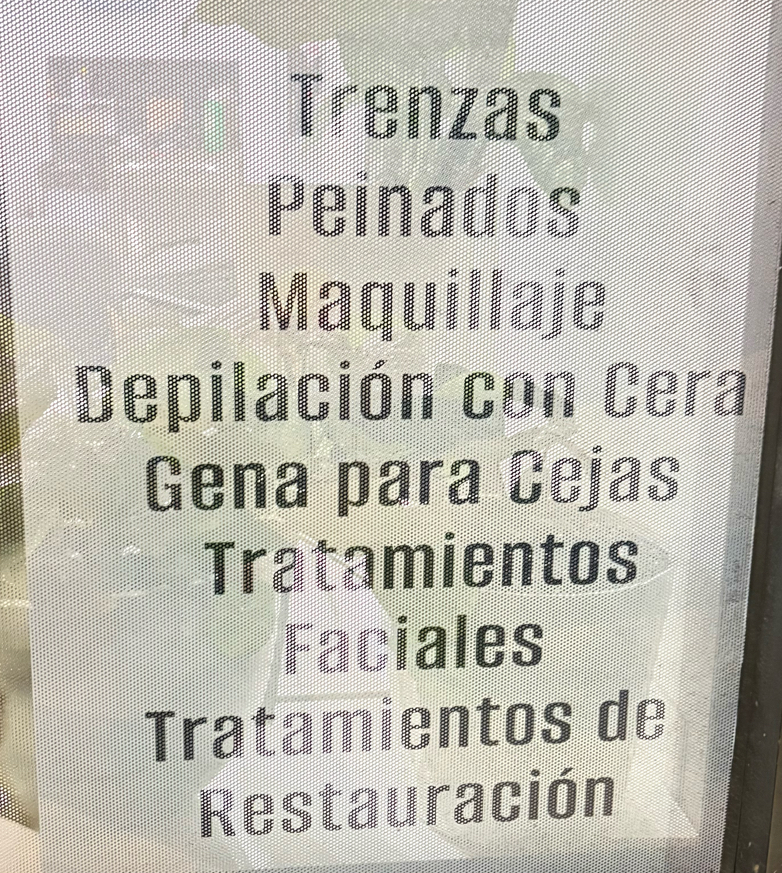 Trenzas
Peinados
Maquillaje
Depilación con Cera
Gena para Cejas
Tratamientos
Faciales
Tratamientos de
Restauración